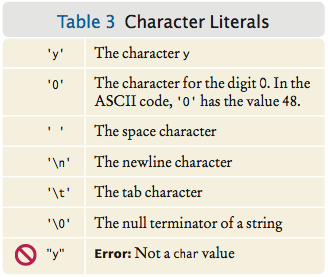 Table 3 Character Literals
'y' The character y
'0' The character for the digit 0. In the
ASCII code, '0' has the value 48.
' ' The space character
'\n' The newline character
'\t' The tab character
'\0' The null terminator of a string
"y" Error: Not a char value